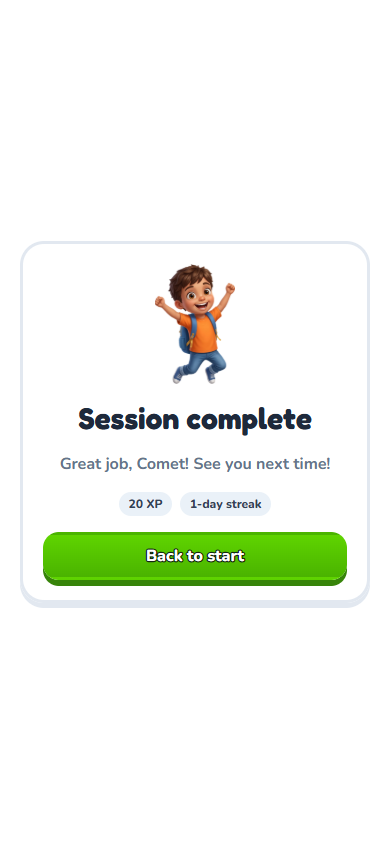 Session complete
Great job, Comet! See you next time!
20 XP
1-day streak
Back to start